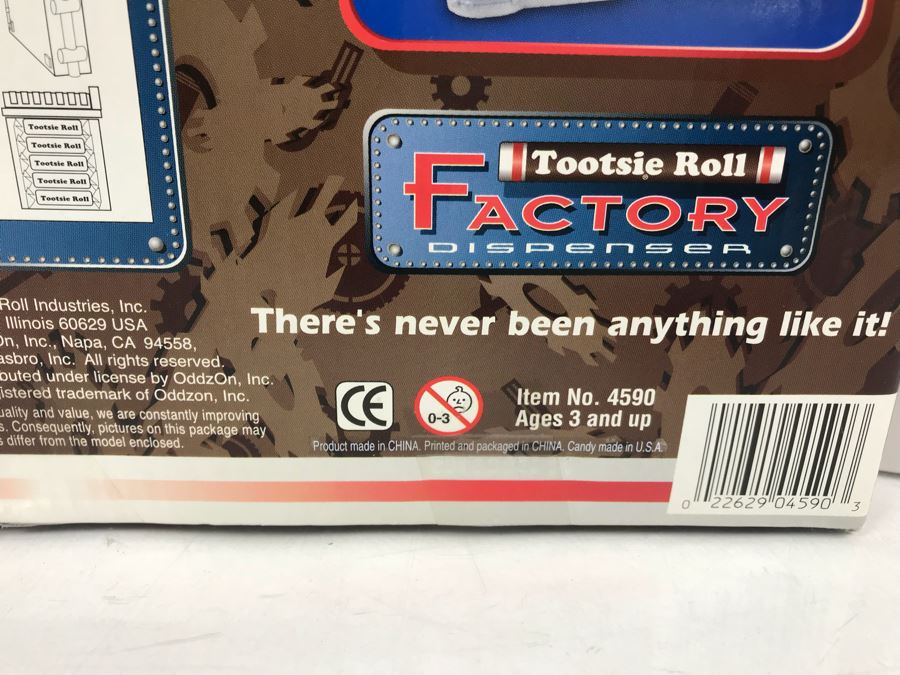 Tootsie Roll
Tootsie Roll
Tootsie Roll
Tootsie Roll
Tootsie Roll
Tootsie Roll
FACTORY
DISPENSER
Roll Industries, Inc.
Illinois 60629 USA
On, Inc., Napa, CA 94558,
asbro, Inc. All rights reserved.
outed under license by OddzOn, Inc.
istered trademark of Oddzon, Inc.
uality and value, we are constantly improving
s. Consequently, pictures on this package may
s differ from the model enclosed.
There's never been anything like it!
CE
0-3
Item No. 4590
Ages 3 and up
Product made in CHINA. Printed and packaged in CHINA. Candy made in U.S.A.
0 22629 04590 3